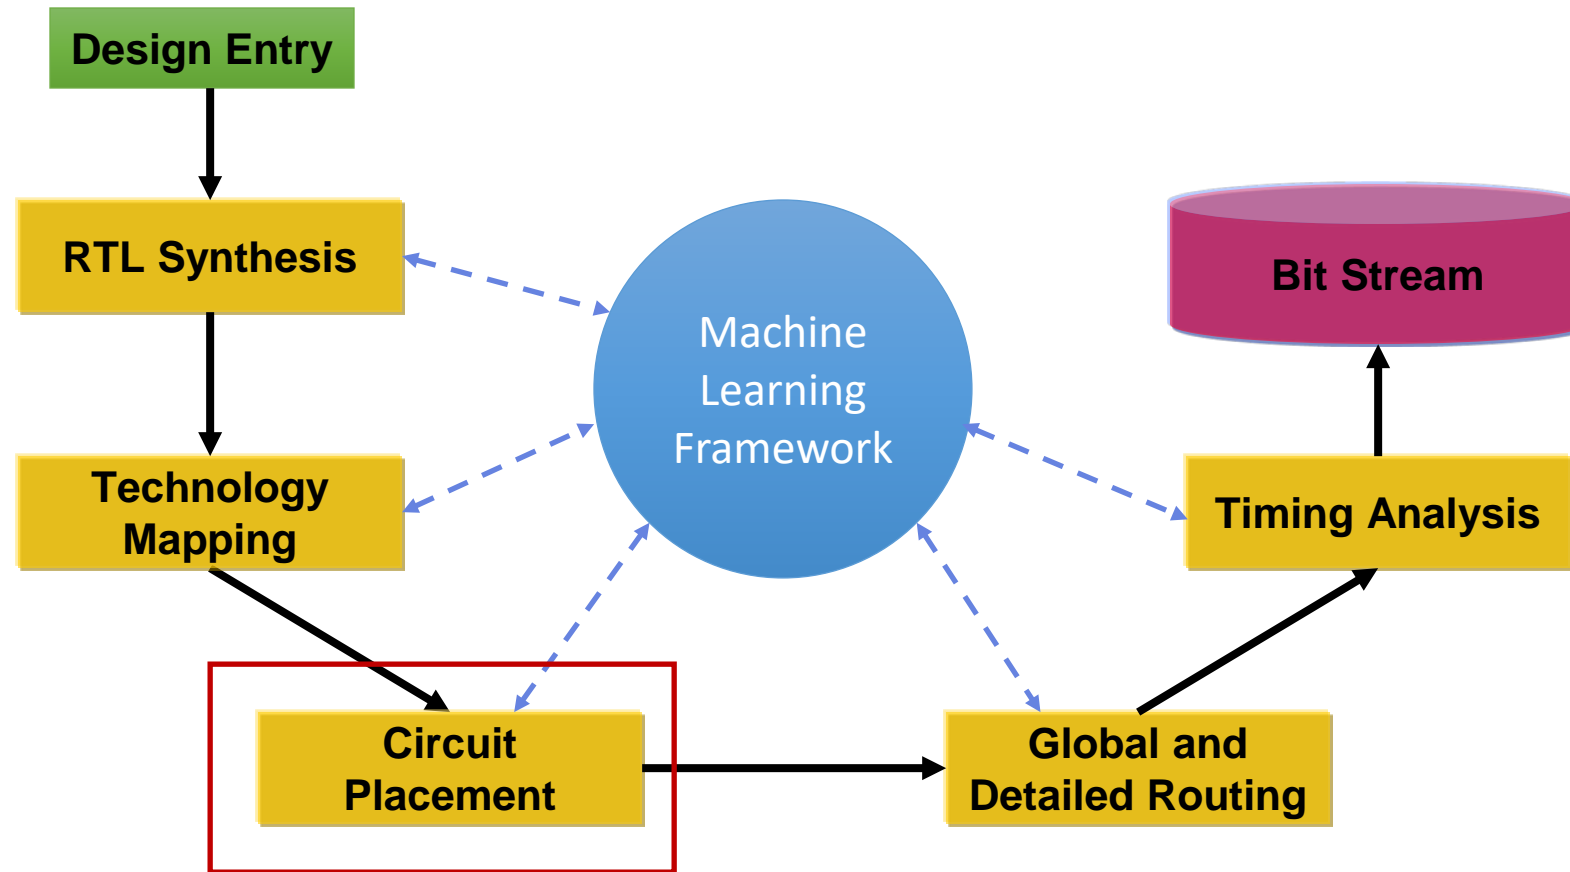 Design Entry
RTL Synthesis
Technology
Mapping
Circuit
Placement
Machine
Learning
Framework
Global and
Detailed Routing
Timing Analysis
Bit Stream